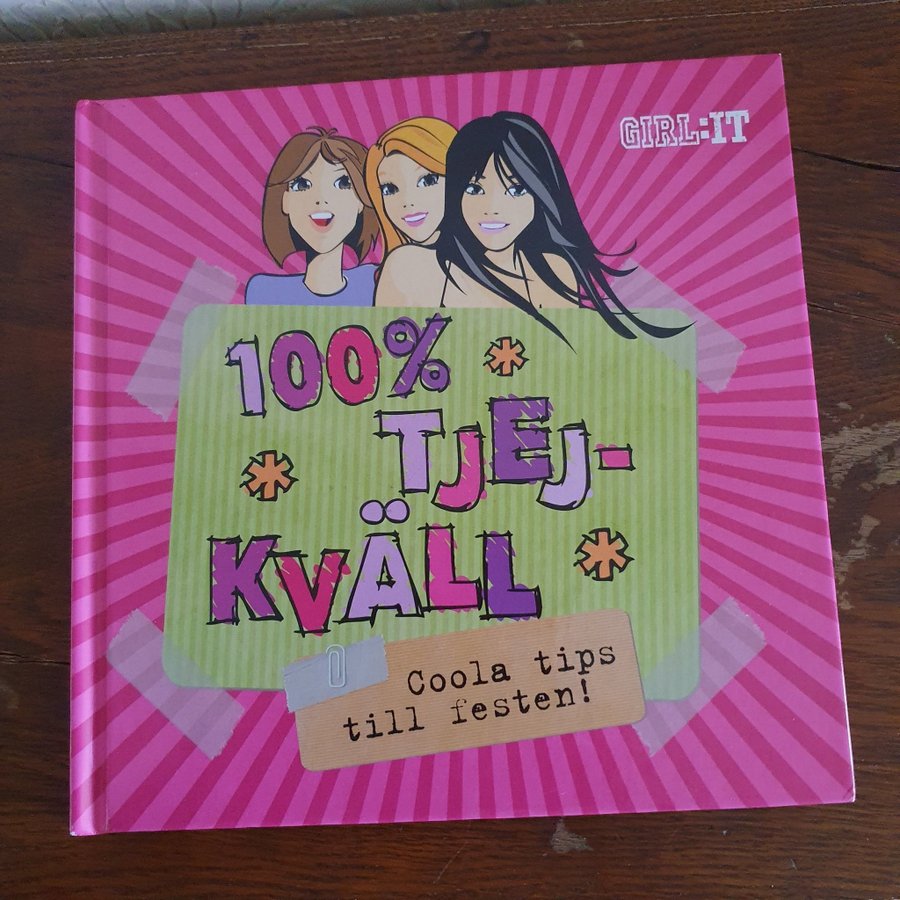 GIRL:IT
100%
TJEJ-
KVÄLL
Coola tips
till festen!